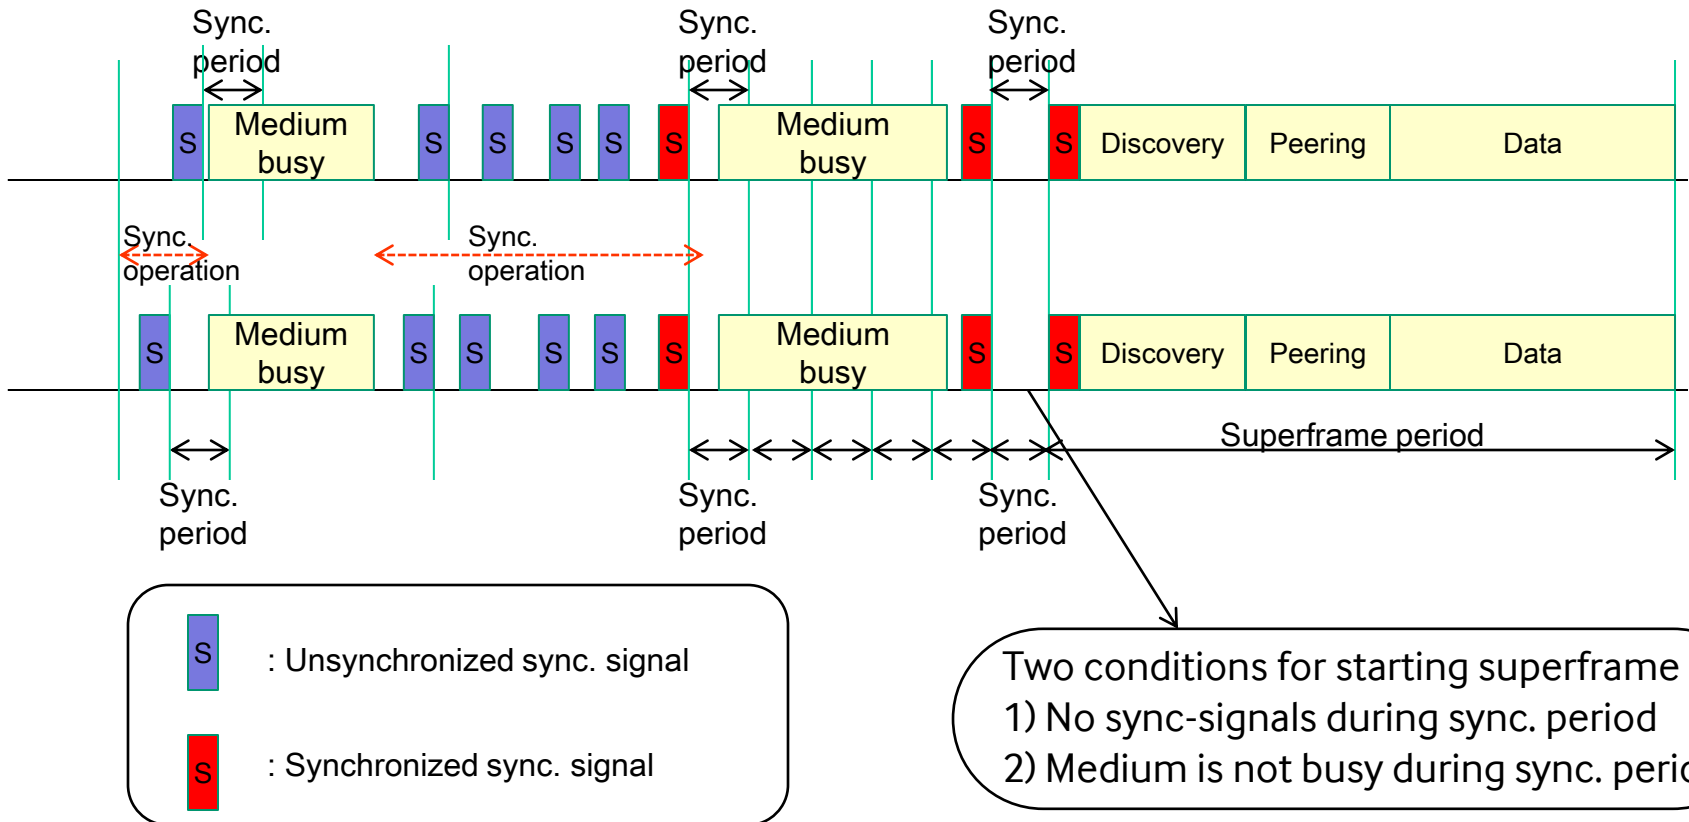 Sync.
period
Sync.
period
Sync.
period
S
Medium
busy
S
S
S
S
S
Medium
busy
S
S
Discovery
Peering
Data
Sync.
operation
Sync.
operation
S
Medium
busy
S
S
S
S
S
Medium
busy
S
S
Discovery
Peering
Data
Superframe period
Sync.
period
Sync.
period
Sync.
period
S : Unsynchronized sync. signal
S : Synchronized sync. signal
Two conditions for starting superframe
1) No sync-signals during sync. period
2) Medium is not busy during sync. perio